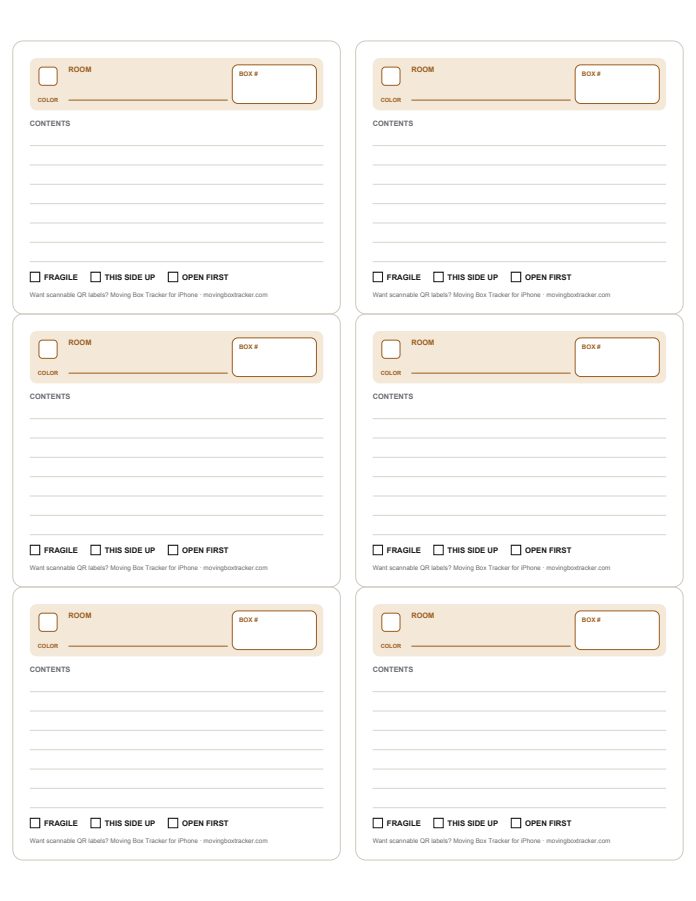 ROOM
BOX #
COLOR
CONTENTS
FRAGILE THIS SIDE UP OPEN FIRST
Want scannable QR labels? Moving Box Tracker for iPhone · movingboxtracker.com
ROOM
BOX #
COLOR
CONTENTS
FRAGILE THIS SIDE UP OPEN FIRST
Want scannable QR labels? Moving Box Tracker for iPhone · movingboxtracker.com
ROOM
BOX #
COLOR
CONTENTS
FRAGILE THIS SIDE UP OPEN FIRST
Want scannable QR labels? Moving Box Tracker for iPhone · movingboxtracker.com
ROOM
BOX #
COLOR
CONTENTS
FRAGILE THIS SIDE UP OPEN FIRST
Want scannable QR labels? Moving Box Tracker for iPhone · movingboxtracker.com
ROOM
BOX #
COLOR
CONTENTS
FRAGILE THIS SIDE UP OPEN FIRST
Want scannable QR labels? Moving Box Tracker for iPhone · movingboxtracker.com
ROOM
BOX #
COLOR
CONTENTS
FRAGILE THIS SIDE UP OPEN FIRST
Want scannable QR labels? Moving Box Tracker for iPhone · movingboxtracker.com